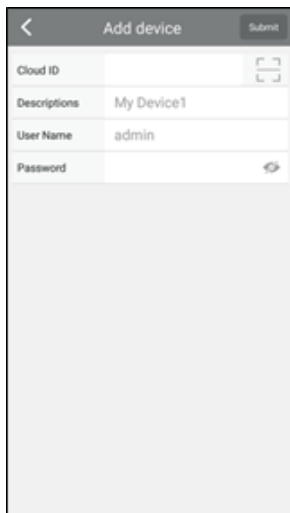 Add device Submit
Cloud ID
Descriptions My Device1
User Name admin
Password